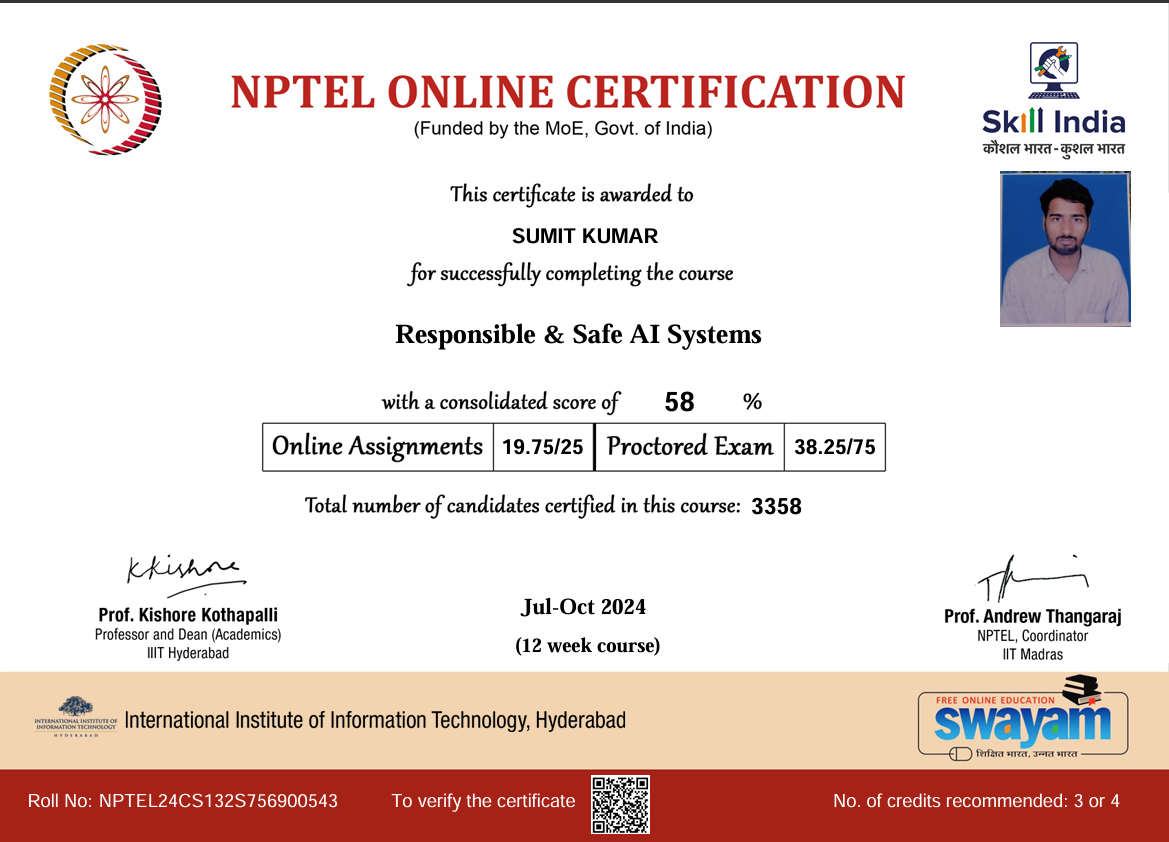 NPTEL ONLINE CERTIFICATION
(Funded by the MoE, Govt. of India)
Skill India
कौशल भारत - कुशल भारत
This certificate is awarded to
SUMIT KUMAR
for successfully completing the course
Responsible & Safe AI Systems
with a consolidated score of 58 %
Online Assignments 19.75/25 Proctored Exam 38.25/75
Total number of candidates certified in this course: 3358
KKishore
Prof. Kishore Kothapalli
Professor and Dean (Academics)
IIIT Hyderabad
Jul-Oct 2024
(12 week course)
Prof. Andrew Thangaraj
NPTEL, Coordinator
IIT Madras
INTERNATIONAL INSTITUTE OF
INFORMATION TECHNOLOGY
HYDERABAD
International Institute of Information Technology, Hyderabad
FREE ONLINE EDUCATION
swayam
शिक्षित भारत, उन्नत भारत
Roll No: NPTEL24CS132S756900543
To verify the certificate
No. of credits recommended: 3 or 4